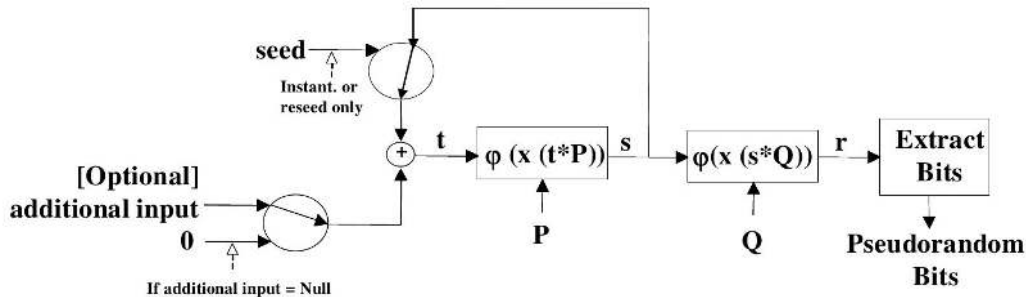 seed
Instant. or
reseed only
+
t
φ (x (t*P))
s
φ(x (s*Q))
r
Extract
Bits
[Optional]
additional input
0
P
Q
Pseudorandom
Bits
If additional input = Null